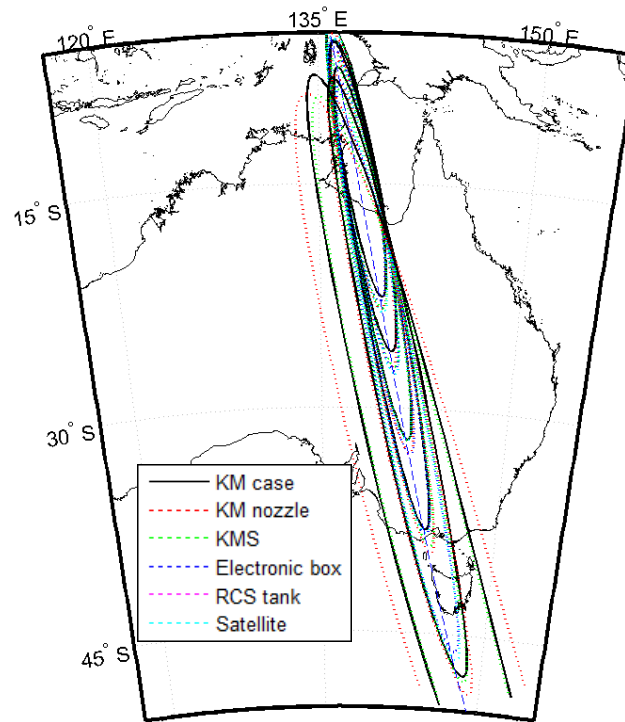 120° E
135° E
150° E
15° S
30° S
45° S
KM case
KM nozzle
KMS
Electronic box
RCS tank
Satellite